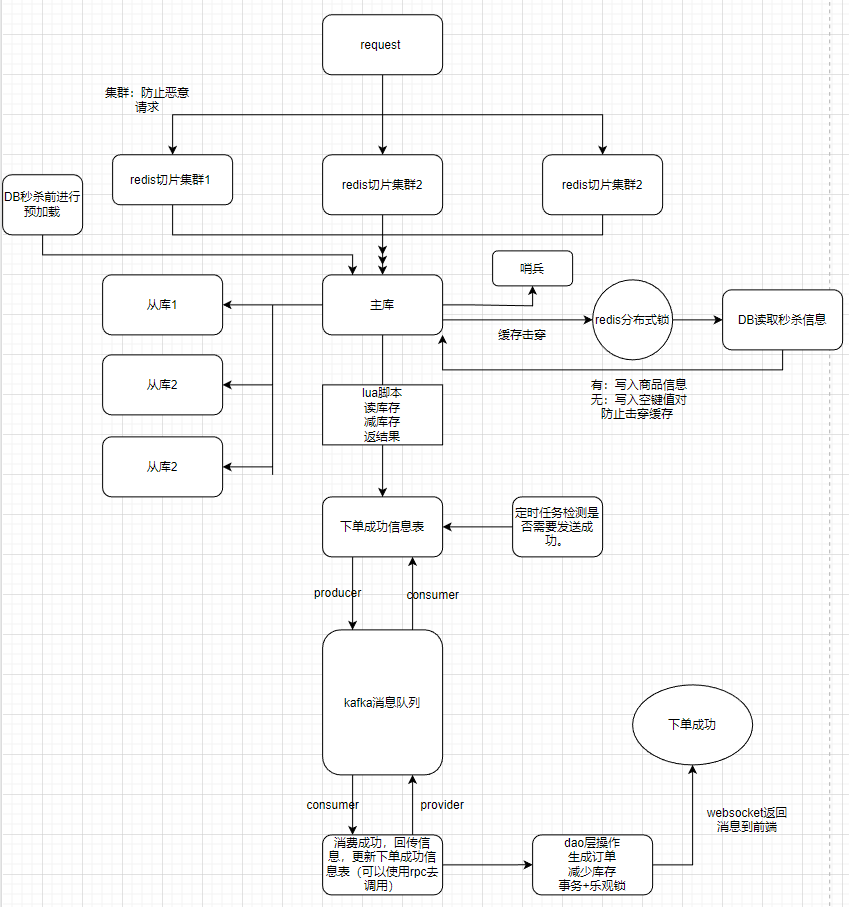 request
集群：防止恶意
请求
redis切片集群1
redis切片集群2
redis切片集群2
DB秒杀前进行
预加载
哨兵
从库1
主库
redis分布式锁
DB读取秒杀信息
缓存击穿
从库2
有：写入商品信息
无：写入空键值对
防止击穿缓存
lua脚本
读库存
减库存
返结果
从库2
下单成功信息表
定时任务检测是
否需要发送成
功。
producer
consumer
kafka消息队列
下单成功
consumer
provider
websocket返回
消息到前端
消费成功，回传信
息，更新下单成功信
息表（可以使用rpc去
调用）
dao层操作
生成订单
减少库存
事务+乐观锁